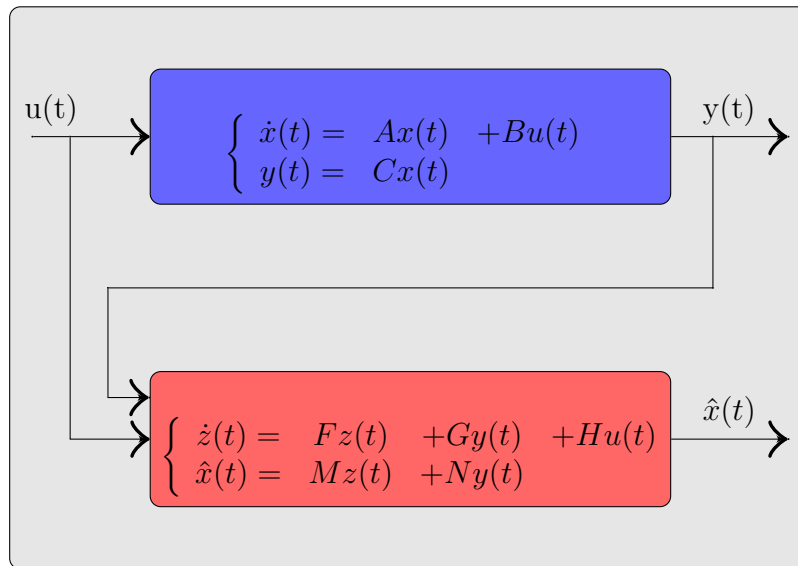 u(t)
y(t)
ẋ(t) = Ax(t) +Bu(t)
y(t) = Cx(t)
x̂(t)
ż(t) = Fz(t) +Gy(t) +Hu(t)
x̂(t) = Mz(t) +Ny(t)